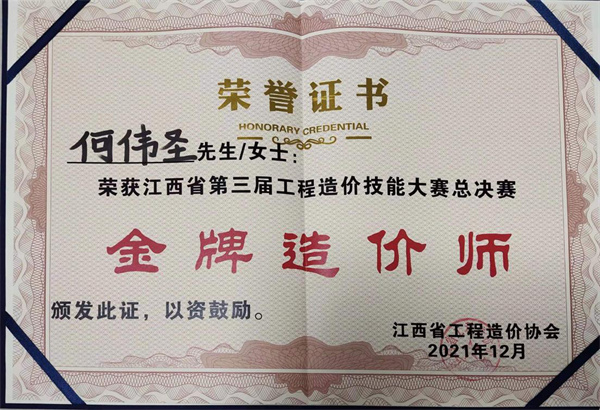 荣誉证书
HONORARY CREDENTIAL
何伟圣先生/女士：
荣获江西省第三届工程造价技能大赛总决赛
金牌造价师
颁发此证，以资鼓励。
江西省工程造价协会
2021年12月